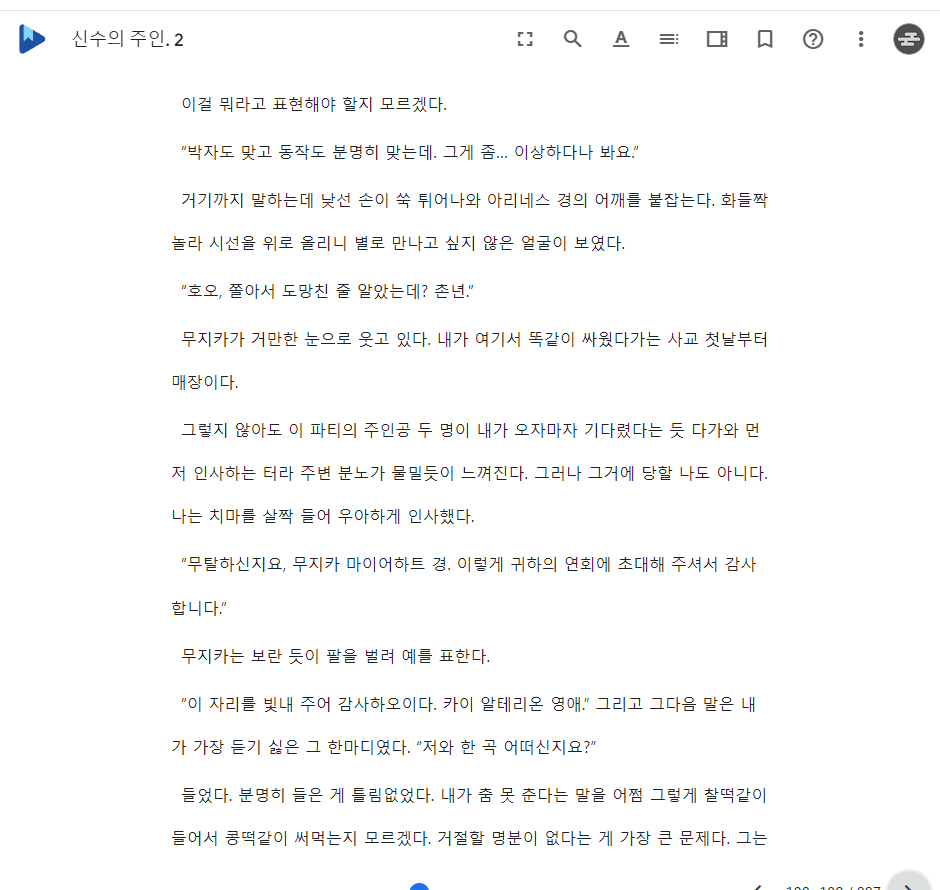 신수의 주인. 2
이걸 뭐라고 표현해야 할지 모르겠다.
“박자도 맞고 동작도 분명히 맞는데. 그게 좀... 이상하다나 봐요.”
거기까지 말하는데 낯선 손이 쑥 튀어나와 아리네스 경의 어깨를 붙잡는다. 화들짝
놀라 시선을 위로 올리니 별로 만나고 싶지 않은 얼굴이 보였다.
“호오, 쫄아서 도망친 줄 알았는데? 촌년.”
무지카가 거만한 눈으로 웃고 있다. 내가 여기서 똑같이 싸웠다가는 사교 첫날부터
매장이다.
그렇지 않아도 이 파티의 주인공 두 명이 내가 오자마자 기다렸다는 듯 다가와 먼
저 인사하는 터라 주변 분노가 물밀듯이 느껴진다. 그러나 그거에 당할 나도 아니다.
나는 치마를 살짝 들어 우아하게 인사했다.
“무탈하신지요, 무지카 마이어하트 경. 이렇게 귀하의 연회에 초대해 주셔서 감사
합니다.”
무지카는 보란 듯이 팔을 벌려 예를 표한다.
“이 자리를 빛내 주어 감사하오이다. 카이 알테리온 영애.” 그리고 그다음 말은 내
가 가장 듣기 싫은 그 한마디였다. “저와 한 곡 어떠신지요?”
들었다. 분명히 들은 게 틀림없었다. 내가 춤 못 춘다는 말을 어쩜 그렇게 찰떡같이
들어서 콩떡같이 써먹는지 모르겠다. 거절할 명분이 없다는 게 가장 큰 문제다. 그는